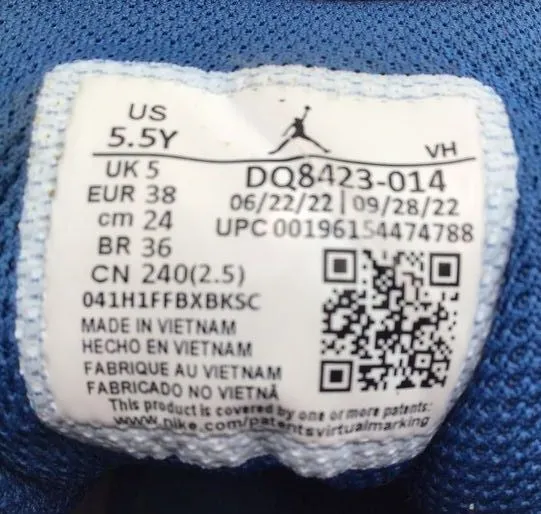 US
5.5Y
VH
UK 5
EUR 38
cm 24
BR 36
CN 240(2.5)
DQ8423-014
06/22/22 | 09/28/22
UPC 00196154474788
041H1FFBXBKSC
MADE IN VIETNAM
HECHO EN VIETNAM
FABRIQUE AU VIETNAM
FABRICADO NO VIETNÃ
This product is covered by one or more patents:
www.nike.com/patentsvirtualmarking